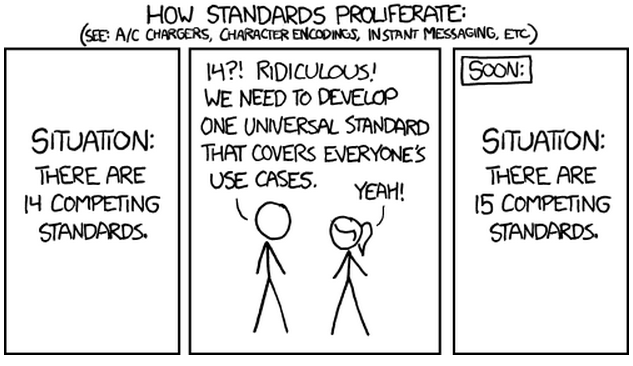 HOW STANDARDS PROLIFERATE:
(SEE: A/C CHARGERS, CHARACTER ENCODINGS, INSTANT MESSAGING, ETC)
SITUATION:
THERE ARE
14 COMPETING
STANDARDS.
14?! RIDICULOUS!
WE NEED TO DEVELOP
ONE UNIVERSAL STANDARD
THAT COVERS EVERYONE'S
USE CASES.
YEAH!
SOON:
SITUATION:
THERE ARE
15 COMPETING
STANDARDS.